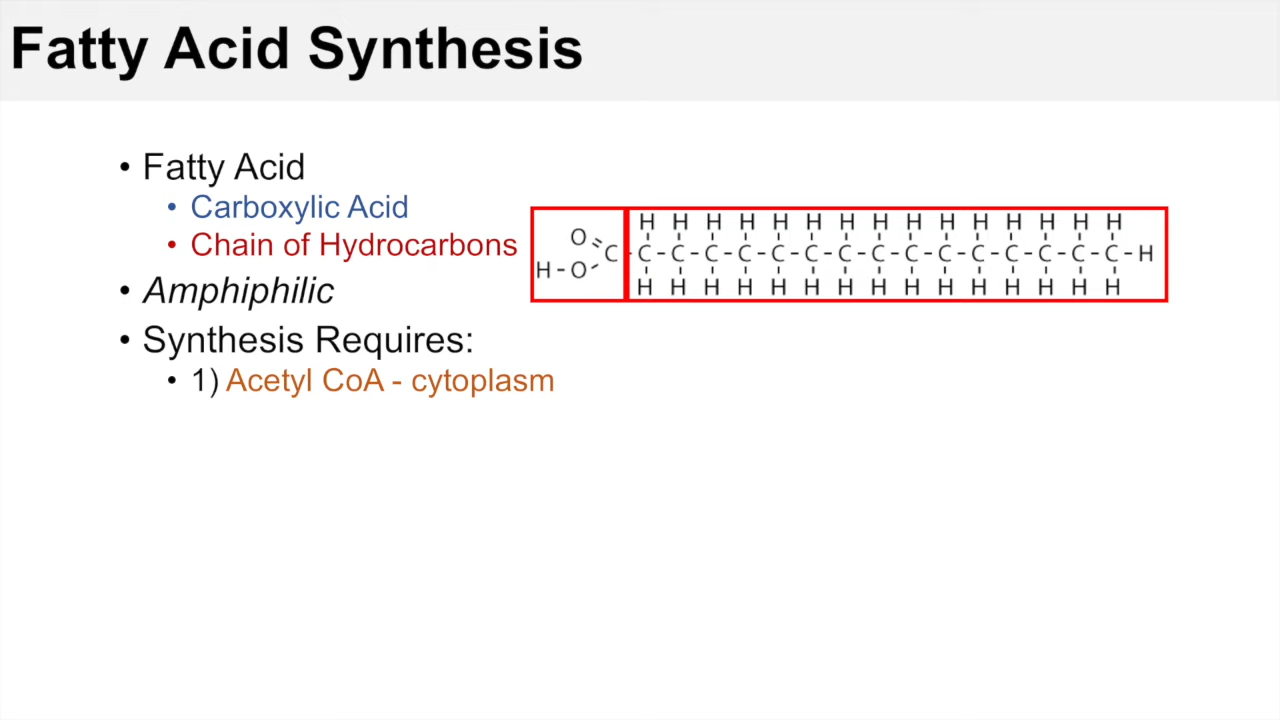 Fatty Acid Synthesis
• Fatty Acid
• Carboxylic Acid
• Chain of Hydrocarbons
H H H H H H H H H H H H H H H
O
C - C - C - C - C - C - C - C - C - C - C - C - C - C - C - C - H
H - O
H H H H H H H H H H H H H H H
• Amphiphilic
• Synthesis Requires:
• 1) Acetyl CoA - cytoplasm